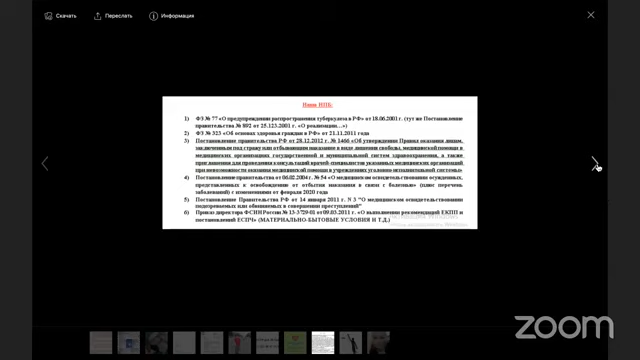 Скачать
Переслать
Информация
Наши НПБ:
1) ФЗ № 77 «О предупреждении распространения туберкулеза в РФ» от 18.06.2001 г. (тут же Постановление
правительства № 892 от 25.123.2001 г. «О реализации…»)
2) ФЗ № 323 «Об основах здоровья граждан в РФ» от 21.11.2011 года
3) Постановление правительства РФ от 28.12.2012 г. № 1466 «Об утверждении Правил оказания лицам,
заключенным под стражу или отбывающим наказание в виде лишения свободы, медицинской помощи в
медицинских организациях государственной и муниципальной систем здравоохранения, а также
приглашения для проведения консультаций врачей-специалистов указанных медицинских организаций
при невозможности оказания медицинской помощи в учреждениях уголовно-исполнительной системы»
4) Постановление правительства от 06.02.2004 г. № 54 «О медицинском освидетельствовании осужденных,
представляемых к освобождению от отбытия наказания в связи с болезнью» (плюс перечень
заболеваний) с изменениями от февраля 2020 года
5) Постановление Правительства РФ от 14 января 2011 г. N 3 "О медицинском освидетельствовании
подозреваемых или обвиняемых в совершении преступлений"
6) Приказ директора ФСИН России № 13-3729-01 от 09.03.2011 г. «О выполнении рекомендаций ЕКПП и
постановлений ЕСПЧ» (МАТЕРИАЛЬНО-БЫТОВЫЕ УСЛОВИЯ И Т.Д.)
zoom